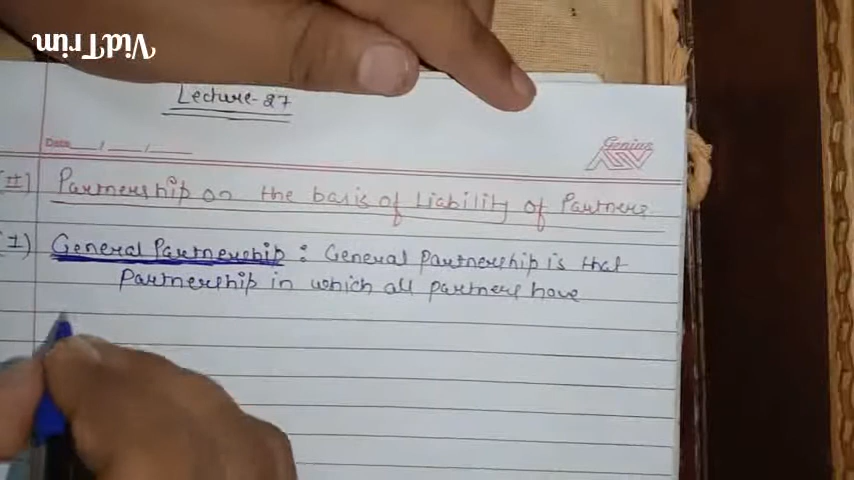 VidTrim
Lecture-27
Date
Genius
[II] Partnership on the basis of Liability of Partners
(I) General Partnership : General Partnership is that
Partnership in which all partners have